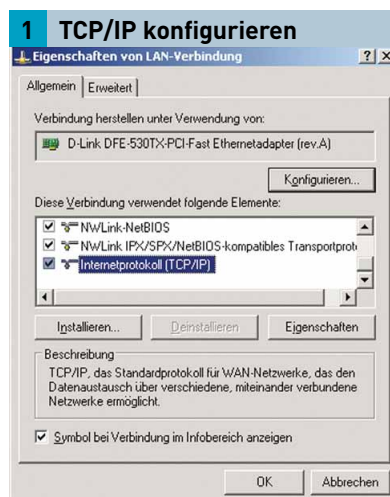 1 TCP/IP konfigurieren
Eigenschaften von LAN-Verbindung
Allgemein Erweitert
Verbindung herstellen unter Verwendung von:
D-Link DFE-530TX-PCI-Fast Ethernetadapter (rev.A)
Konfigurieren...
Diese Verbindung verwendet folgende Elemente:
NWLink-NetBIOS
NWLink IPX/SPX/NetBIOS-kompatibles Transportproto
Internetprotokoll (TCP/IP)
Installieren... Deinstallieren Eigenschaften
Beschreibung
TCP/IP, das Standardprotokoll für WAN-Netzwerke, das den
Datenaustausch über verschiedene, miteinander verbundene
Netzwerke ermöglicht.
Symbol bei Verbindung im Infobereich anzeigen
OK Abbrechen